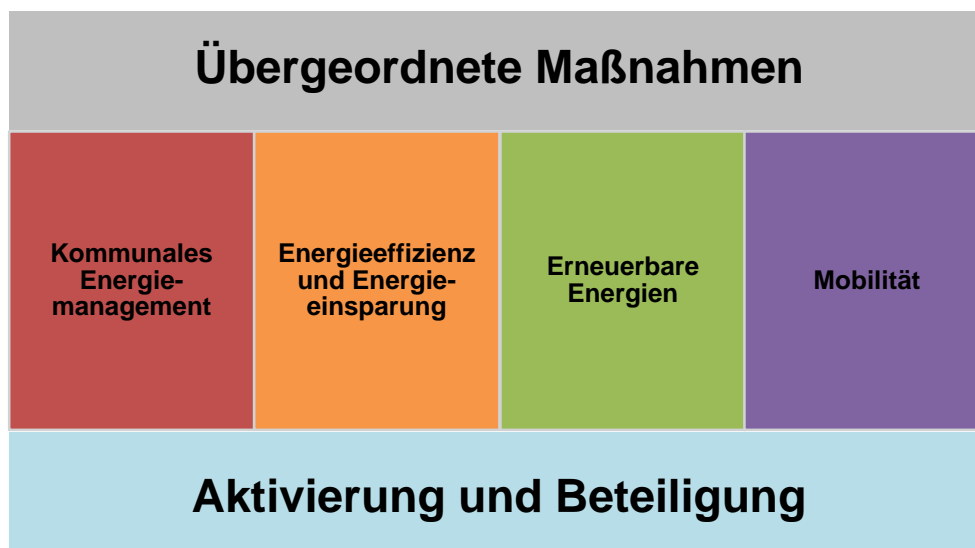 Übergeordnete Maßnahmen
Kommunales
Energie-
management
Energieeffizienz
und Energie-
einsparung
Erneuerbare
Energien
Mobilität
Aktivierung und Beteiligung